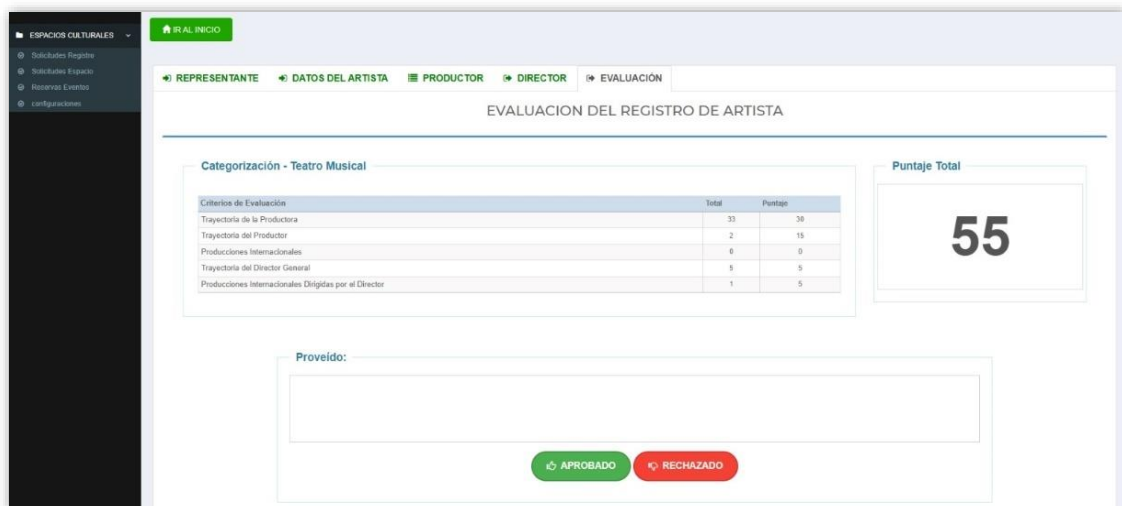 ESPACIOS CULTURALES
Solicitudes Registro
Solicitudes Espacio
Reservas Eventos
configuraciones
IR AL INICIO
REPRESENTANTE DATOS DEL ARTISTA PRODUCTOR DIRECTOR EVALUACIÓN
EVALUACION DEL REGISTRO DE ARTISTA
Categorización - Teatro Musical
Criterios de Evaluación Total Puntaje
Trayectoria de la Productora 33 30
Trayectoria del Productor 2 15
Producciones Internacionales 0 0
Trayectoria del Director General 5 5
Producciones Internacionales Dirigidas por el Director 1 5
Puntaje Total
55
Proveído:
APROBADO RECHAZADO